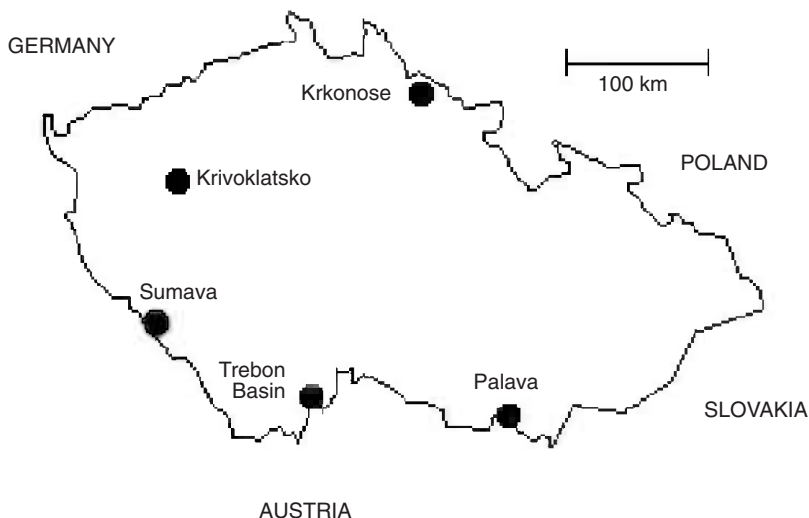 GERMANY
100 km
Krkonose
POLAND
Krivoklatsko
Sumava
Trebon
Basin
Palava
SLOVAKIA
AUSTRIA